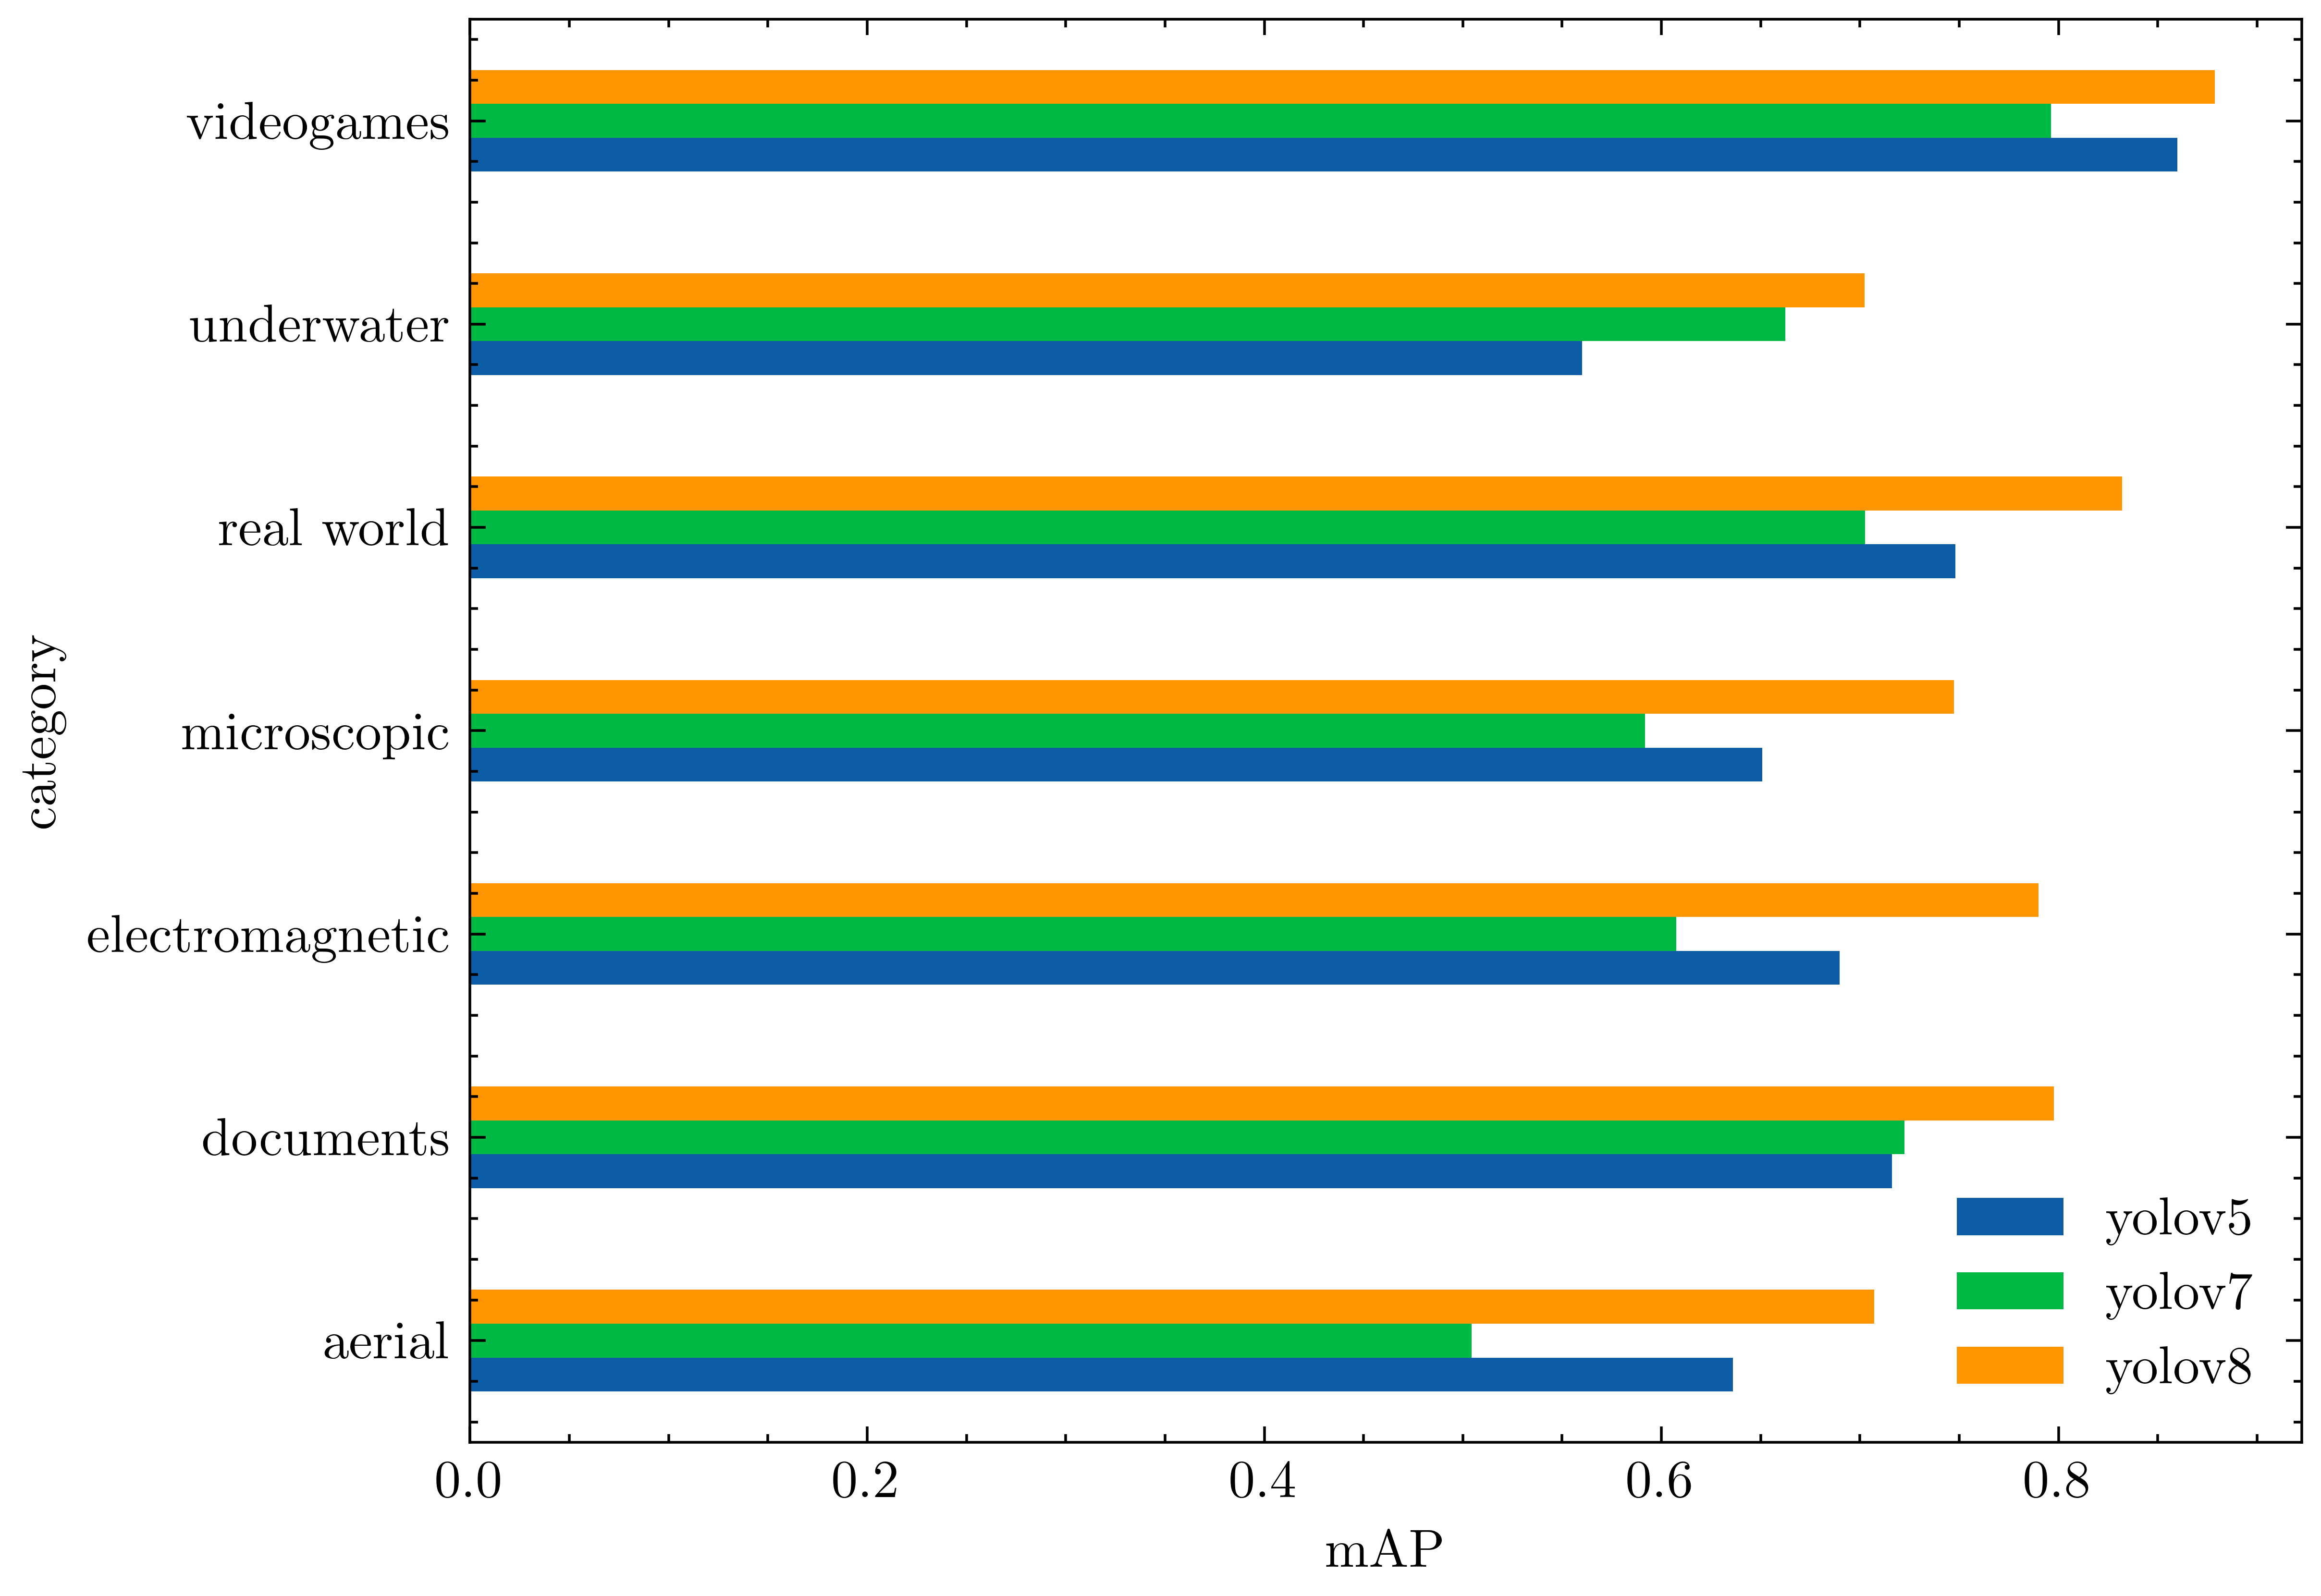 videoganes
underwater
real world
microscopic
electromagnetic
documents
aerial
category
yolov5
yolov7
yolov8
0.0 0.2 0.4 0.6 0.8
mAP